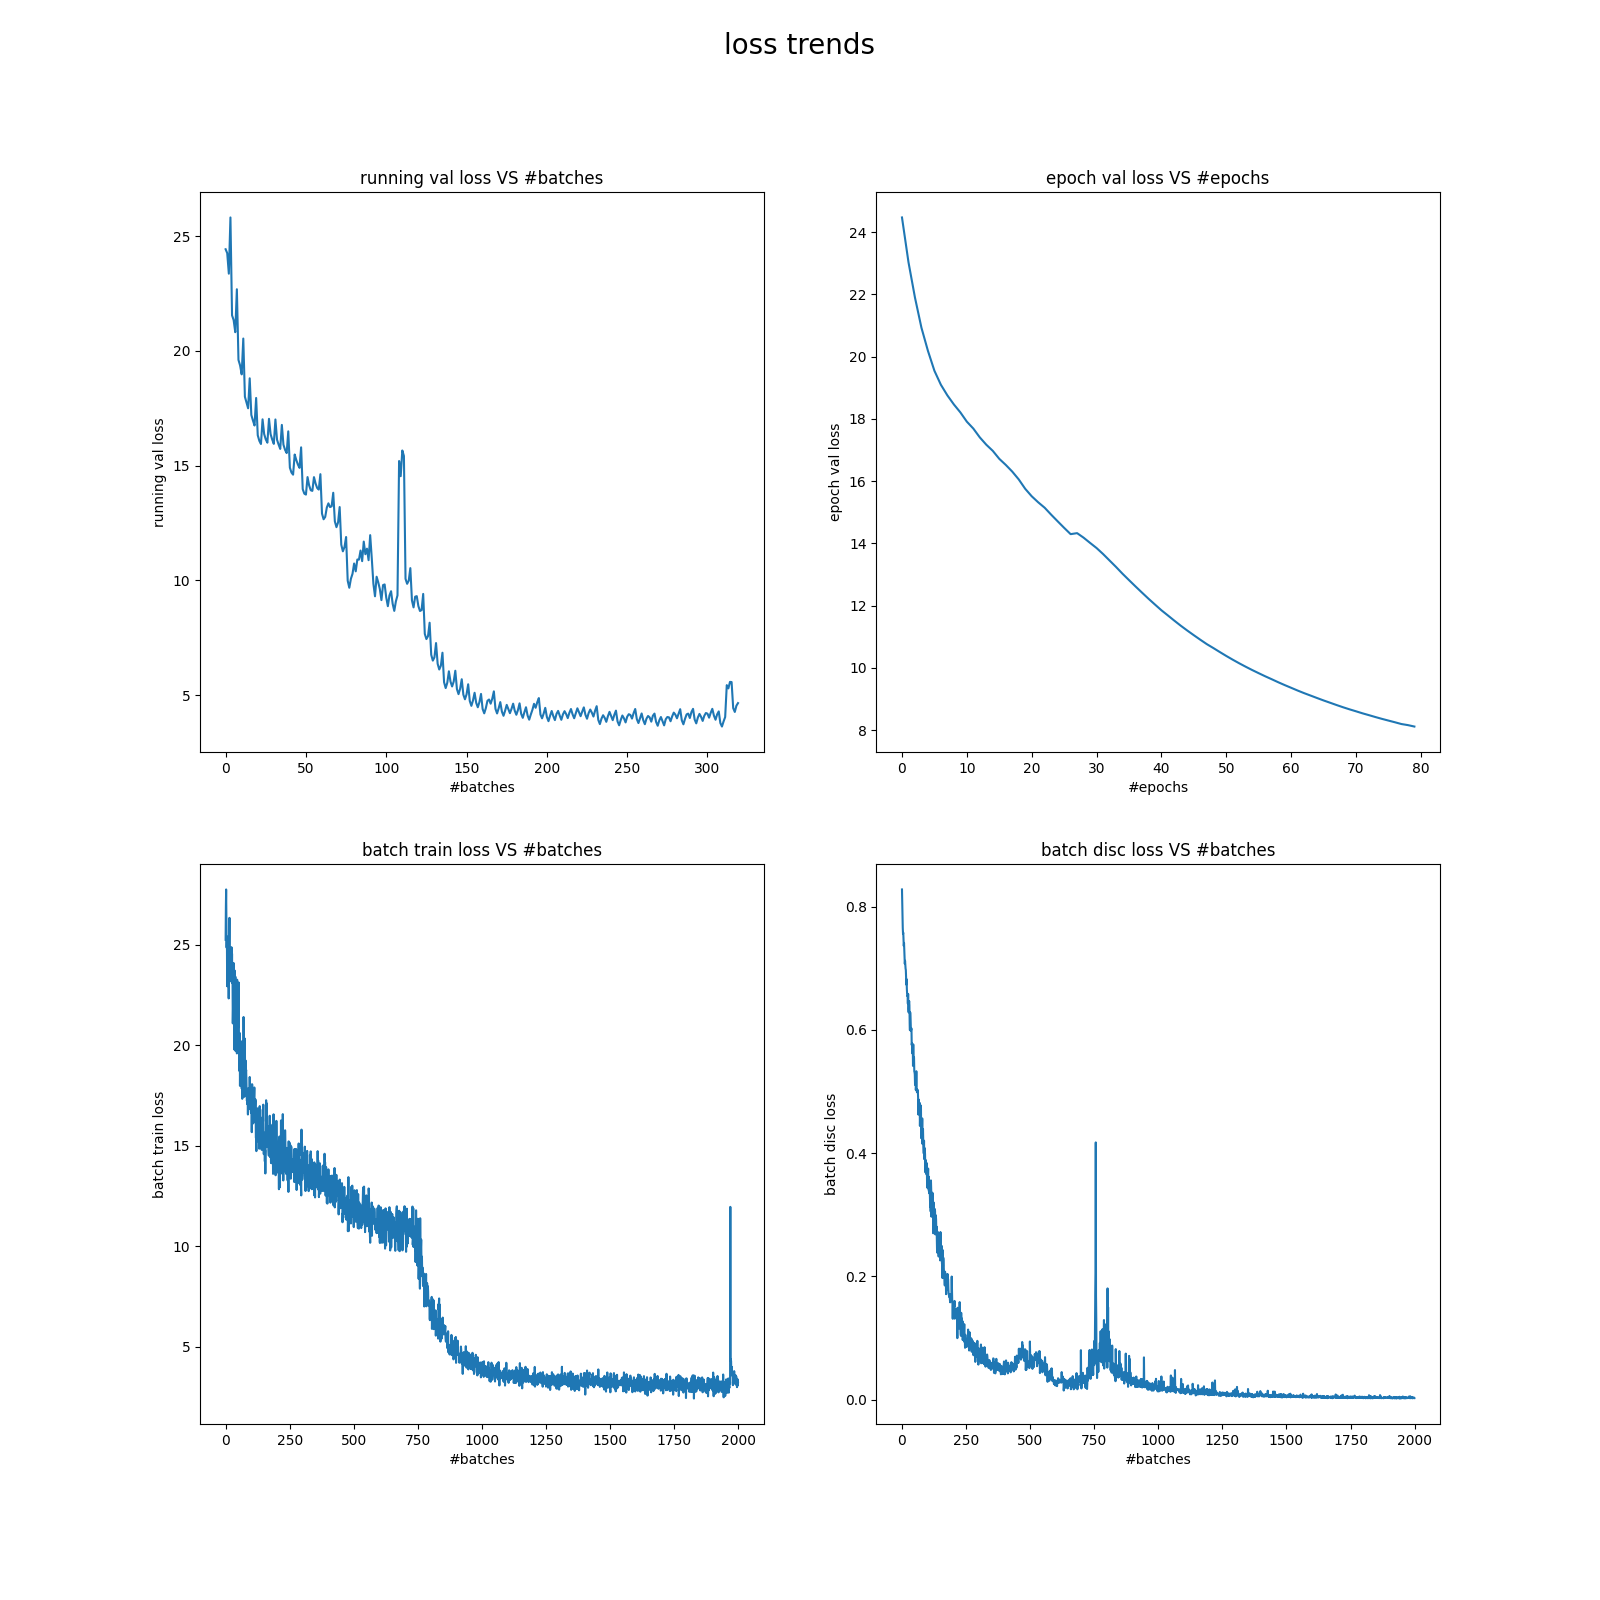 loss trends
running val loss VS #batches
running val loss
25
20
15
10
5
0 50 100 150 200 250 300
#batches
epoch val loss VS #epochs
epoch val loss
24
22
20
18
16
14
12
10
8
0 10 20 30 40 50 60 70 80
#epochs
batch train loss VS #batches
batch train loss
25
20
15
10
5
0 250 500 750 1000 1250 1500 1750 2000
#batches
batch disc loss VS #batches
batch disc loss
0.8
0.6
0.4
0.2
0.0
0 250 500 750 1000 1250 1500 1750 2000
#batches